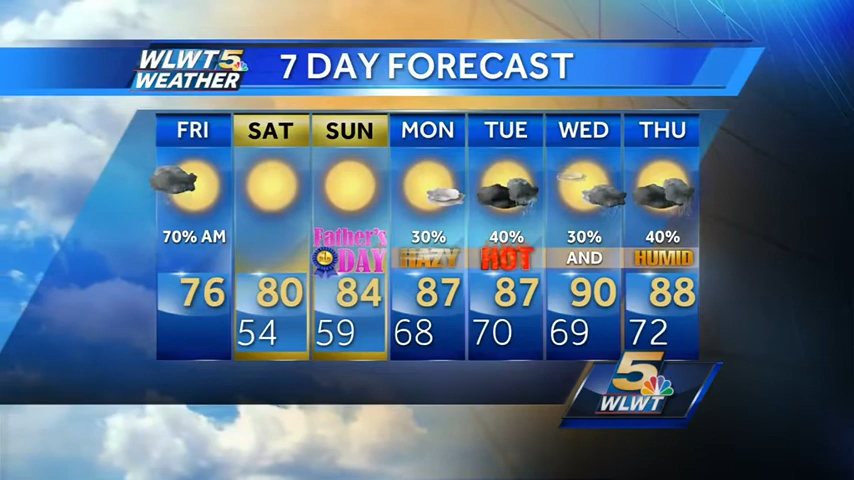 WLWT 5
WEATHER
7 DAY FORECAST
FRI SAT SUN MON TUE WED THU
70% AM Father's DAY 30% 40% 30% 40%
HAZY HOT AND HUMID
76 80 84 87 87 90 88
54 59 68 70 69 72
5
WLWT